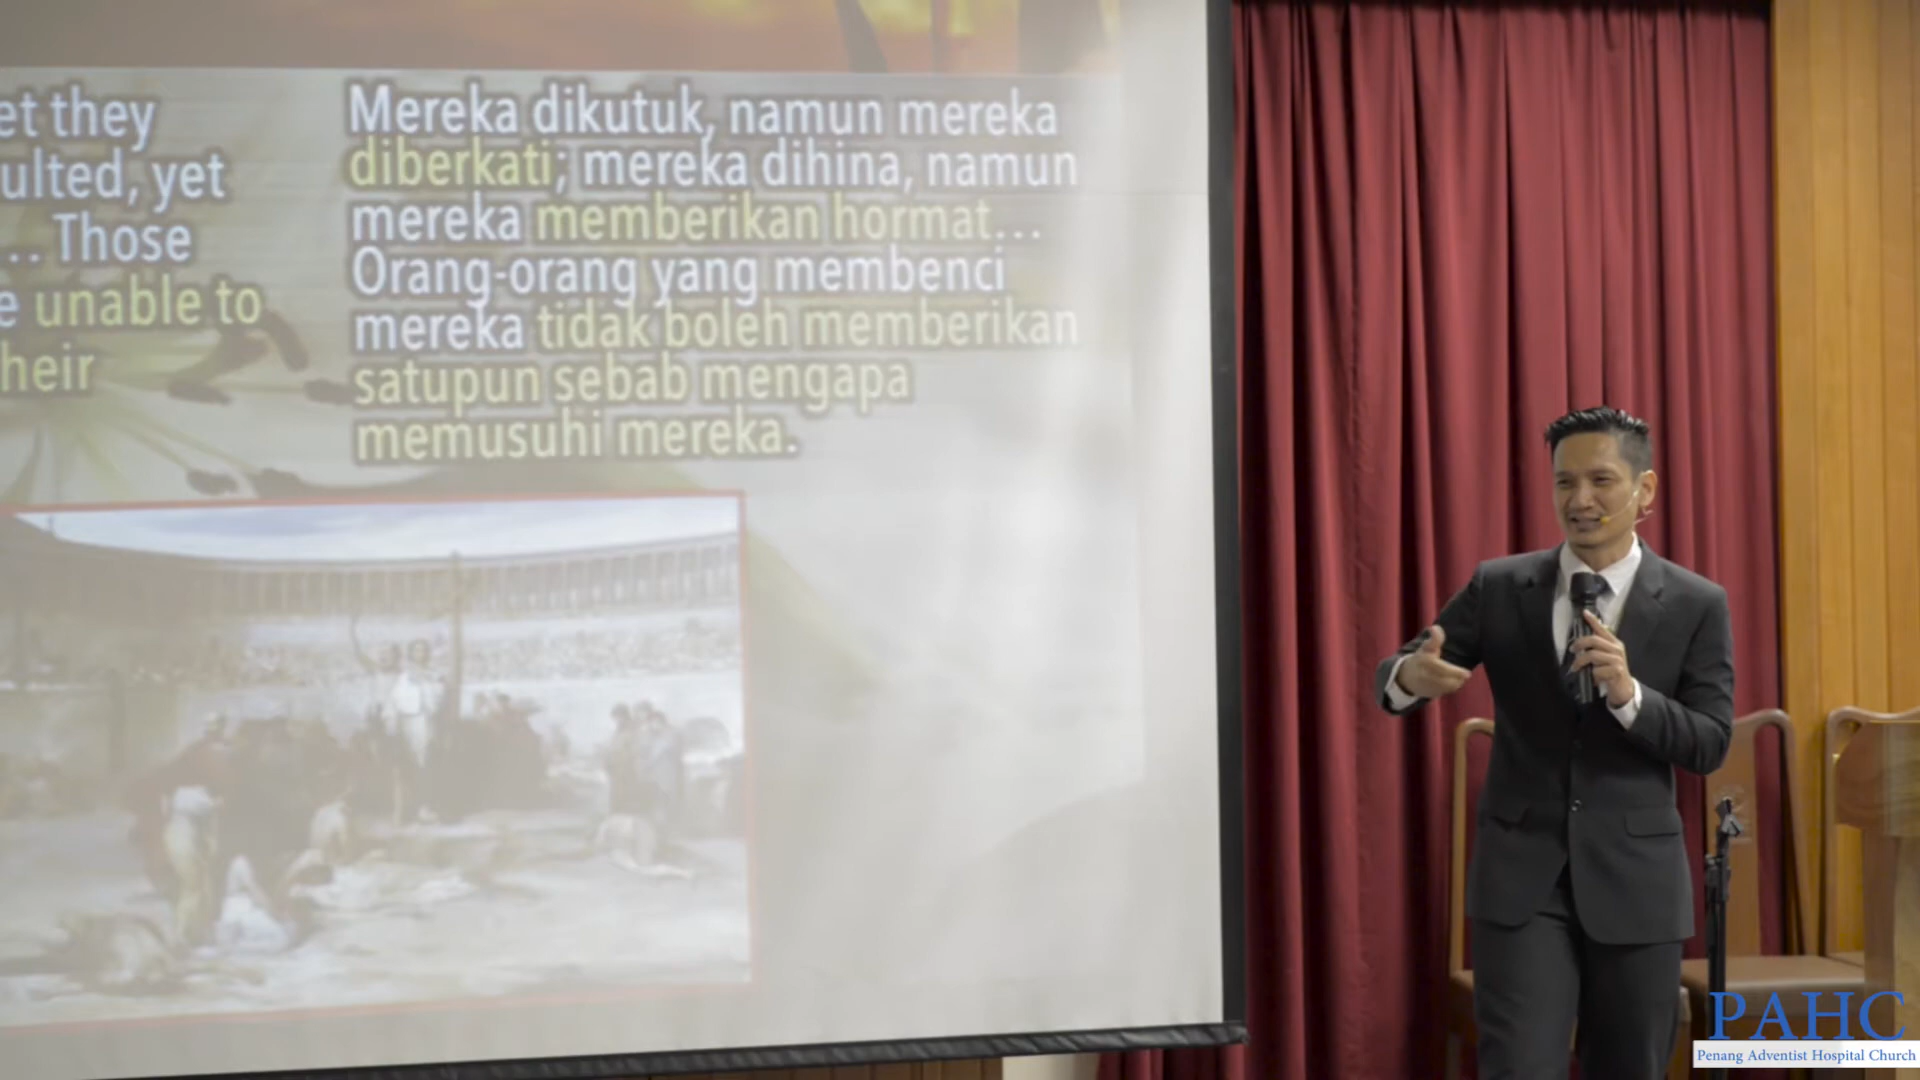 et they
ulted, yet
... Those
e unable to
heir
Mereka dikutuk, namun mereka
diberkati; mereka dihina, namun
mereka memberikan hormat...
Orang-orang yang membenci
mereka tidak boleh memberikan
satupun sebab mengapa
memusuhi mereka.
PAHC
Penang Adventist Hospital Church